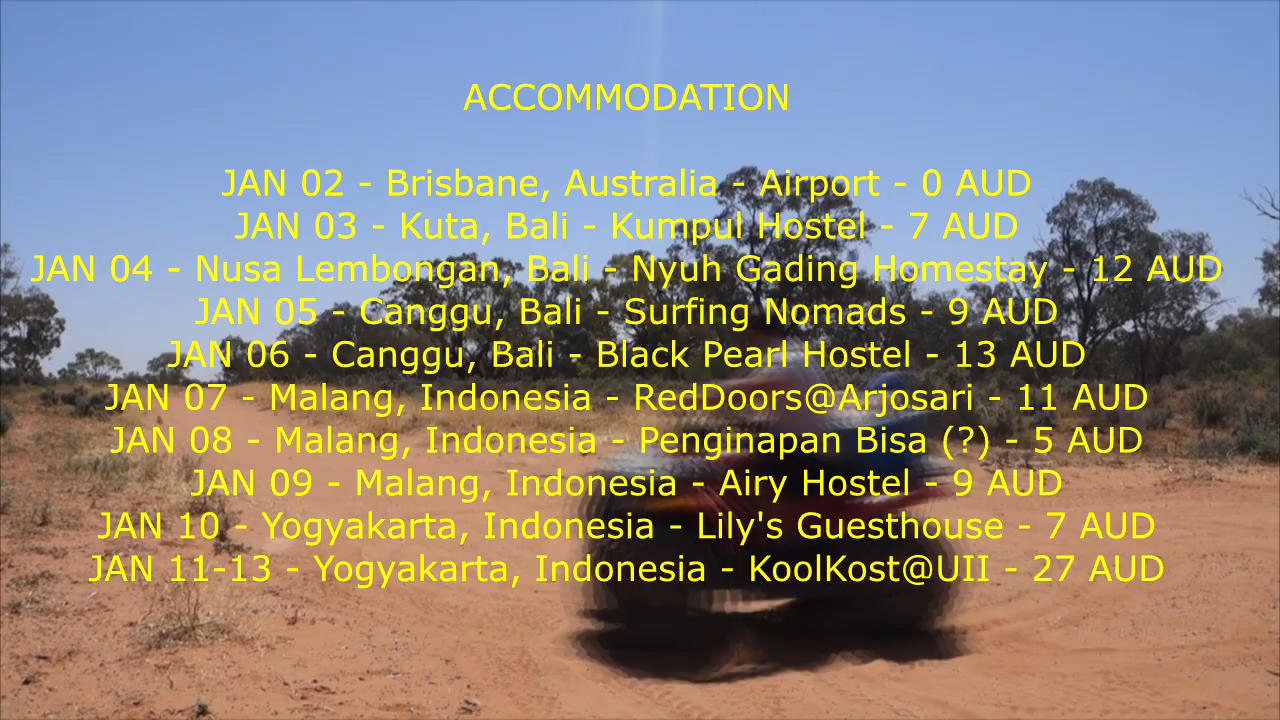 ACCOMMODATION
JAN 02 - Brisbane, Australia - Airport - 0 AUD
JAN 03 - Kuta, Bali - Kumpul Hostel - 7 AUD
JAN 04 - Nusa Lembongan, Bali - Nyuh Gading Homestay - 12 AUD
JAN 05 - Canggu, Bali - Surfing Nomads - 9 AUD
JAN 06 - Canggu, Bali - Black Pearl Hostel - 13 AUD
JAN 07 - Malang, Indonesia - RedDoors@Arjosari - 11 AUD
JAN 08 - Malang, Indonesia - Penginapan Bisa (?) - 5 AUD
JAN 09 - Malang, Indonesia - Airy Hostel - 9 AUD
JAN 10 - Yogyakarta, Indonesia - Lily's Guesthouse - 7 AUD
JAN 11-13 - Yogyakarta, Indonesia - KoolKost@UII - 27 AUD